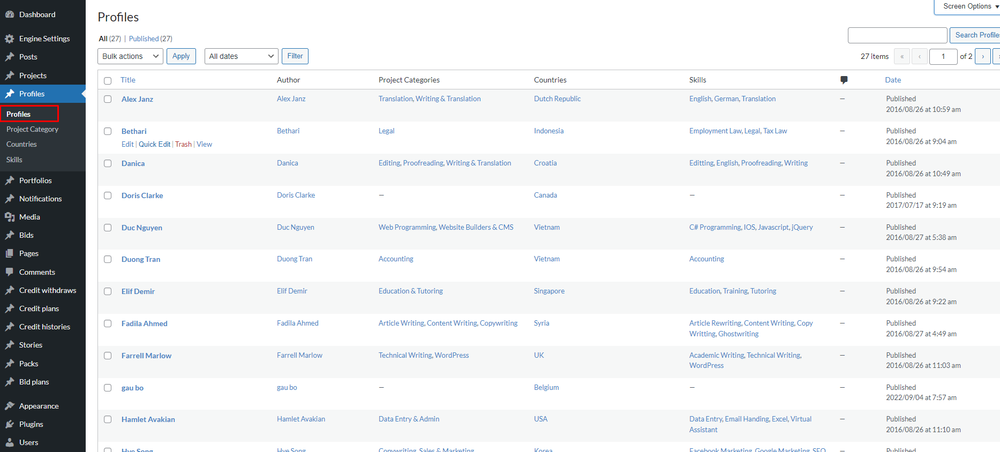 Dashboard
Engine Settings
Posts
Projects
Profiles
Profiles
Project Category
Countries
Skills
Portfolios
Notifications
Media
Bids
Pages
Comments
Credit withdraws
Credit plans
Credit histories
Stories
Packs
Bid plans
Appearance
Plugins
Users
Screen Options
Profiles
All (27) | Published (27)
Search Profiles
Bulk actions Apply All dates Filter
27 items « ‹ 1 of 2 ›
Title Author Project Categories Countries Skills Date
Alex Janz Alex Janz Translation, Writing & Translation Dutch Republic English, German, Translation — Published
2016/08/26 at 10:59 am
Bethari Bethari Legal Indonesia Employment Law, Legal, Tax Law — Published
Edit | Quick Edit | Trash | View 2016/08/26 at 9:04 am
Danica Danica Editing, Proofreading, Writing & Translation Croatia Editting, English, Proofreading, Writing — Published
2016/08/26 at 10:49 am
Doris Clarke Doris Clarke — Canada — — Published
2017/07/17 at 9:19 am
Duc Nguyen Duc Nguyen Web Programming, Website Builders & CMS Vietnam C# Programming, IOS, Javascript, jQuery — Published
2016/08/27 at 5:38 am
Duong Tran Duong Tran Accounting Vietnam Accounting — Published
2016/08/26 at 9:54 am
Elif Demir Elif Demir Education & Tutoring Singapore Education, Training, Tutoring — Published
2016/08/26 at 9:22 am
Fadila Ahmed Fadila Ahmed Article Writing, Content Writing, Copywriting Syria Article Rewriting, Content Writing, Copy — Published
Writting, Ghostwriting 2016/08/27 at 4:49 am
Farrell Marlow Farrell Marlow Technical Writing, WordPress UK Academic Writing, Technical Writing, — Published
WordPress 2016/08/26 at 11:03 am
gau bo gau bo — Belgium — — Published
2022/09/04 at 7:57 am
Hamlet Avakian Hamlet Avakian Data Entry & Admin USA Data Entry, Email Handing, Excel, Virtual — Published
Assistant 2016/08/26 at 11:10 am
Hye Song Hye Song Copywriting, Sales & Marketing Korea Facebook Marketing, Google Marketing, SEO — Published